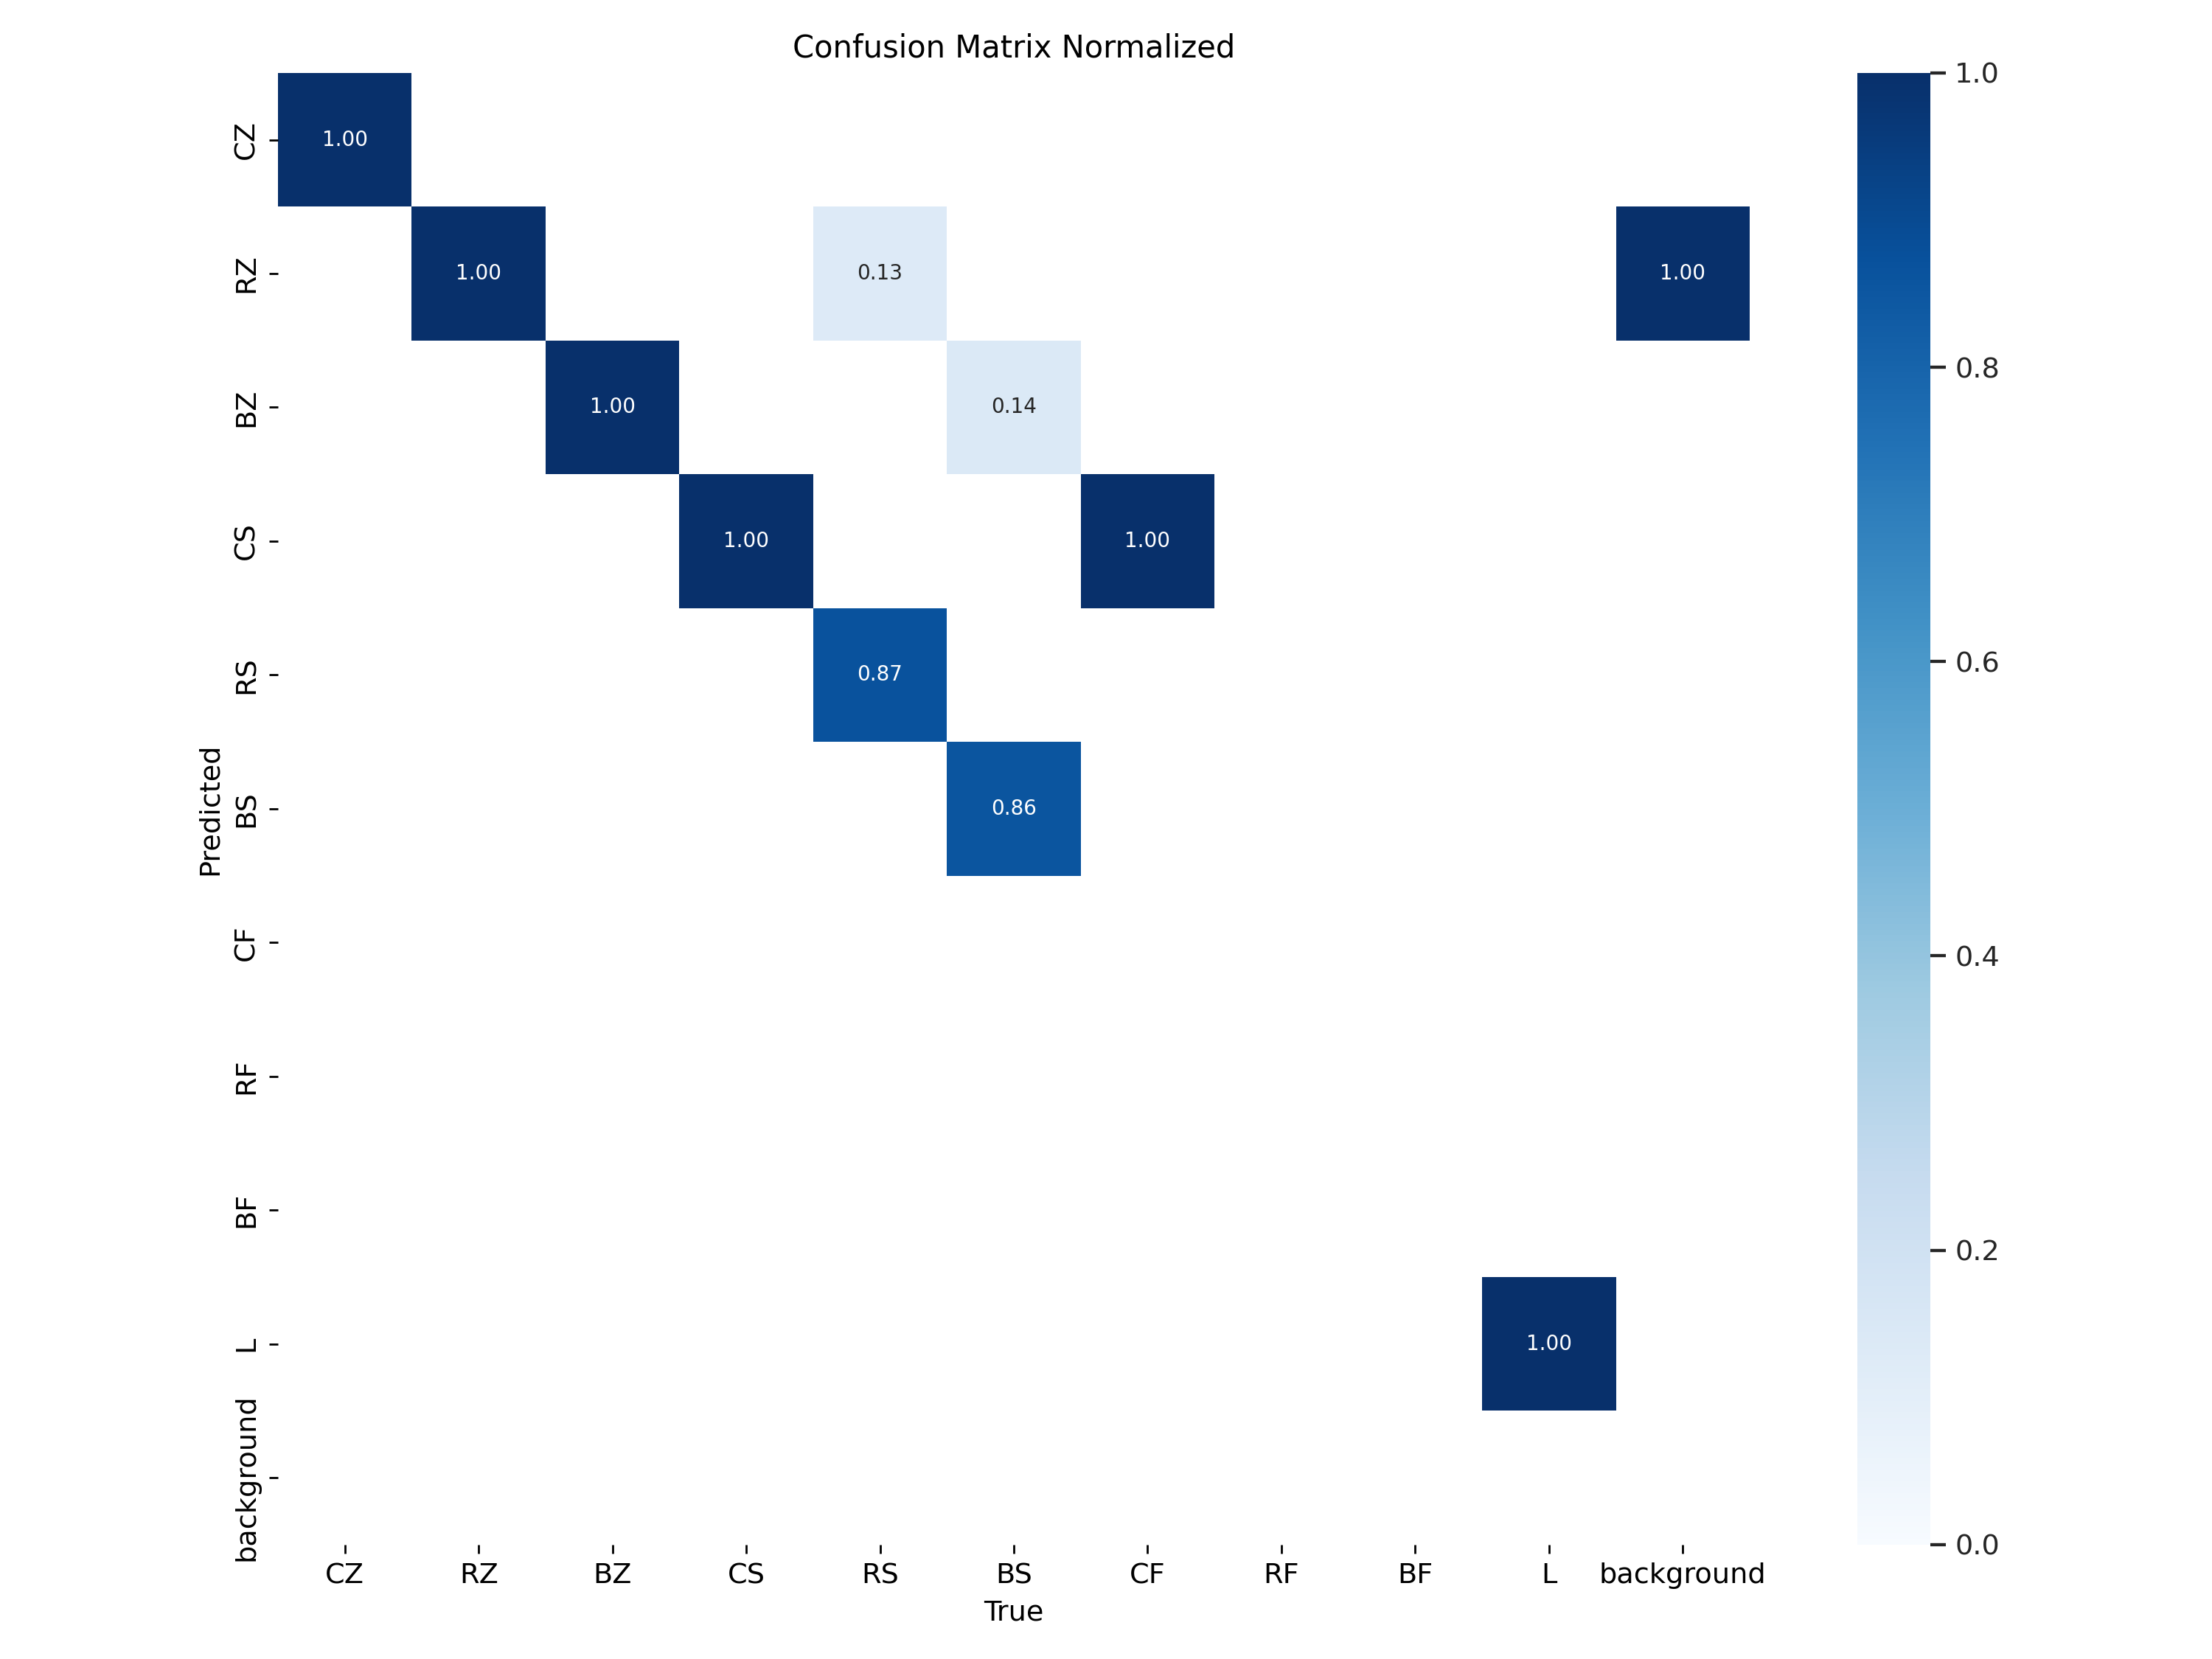 Confusion Matrix Normalized
CZ
RZ
BZ
CS
RS
BS
CF
RF
BF
L
background
Predicted
1.00
1.00 0.13 1.00
1.00 0.14
1.00 1.00
0.87
0.86
1.00
CZ RZ BZ CS RS BS CF RF BF L background
True
1.0
0.8
0.6
0.4
0.2
0.0